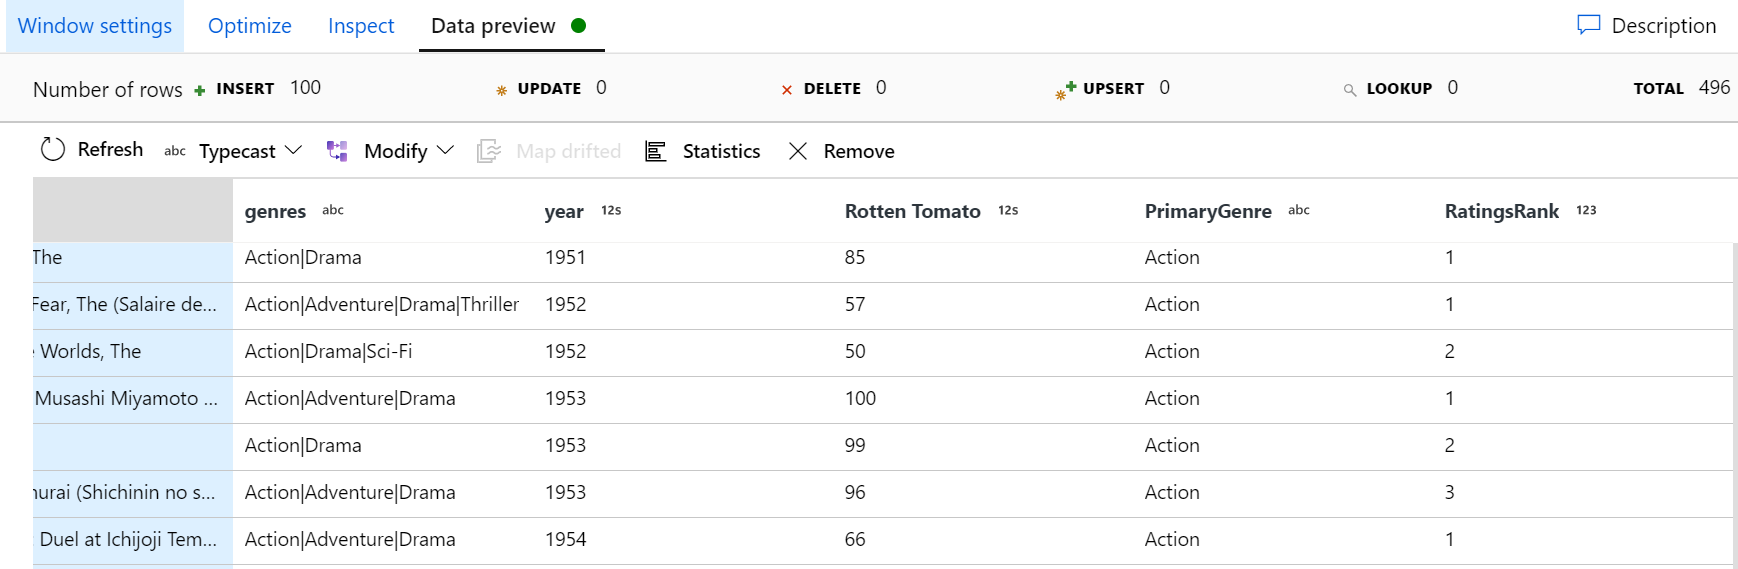 Window settings Optimize Inspect Data preview Description
Number of rows INSERT 100 UPDATE 0 DELETE 0 UPSERT 0 LOOKUP 0 TOTAL 496
Refresh abc Typecast Modify Map drifted Statistics Remove
genres abc year 12s Rotten Tomato 12s PrimaryGenre abc RatingsRank 123
The Action|Drama 1951 85 Action 1
Fear, The (Salaire de... Action|Adventure|Drama|Thriller 1952 57 Action 1
Worlds, The Action|Drama|Sci-Fi 1952 50 Action 2
Musashi Miyamoto ... Action|Adventure|Drama 1953 100 Action 1
Action|Drama 1953 99 Action 2
urai (Shichinin no s... Action|Adventure|Drama 1953 96 Action 3
Duel at Ichijoji Tem... Action|Adventure|Drama 1954 66 Action 1